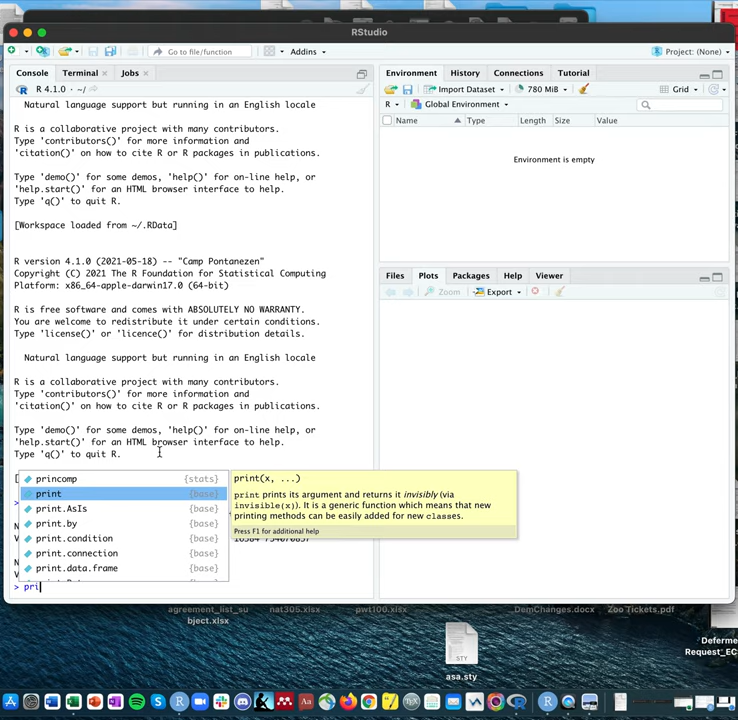 RStudio
Go to file/function
Addins
Project: (None)
Console
Terminal
Jobs
R 4.1.0 · ~/
Natural language support but running in an English locale
R is a collaborative project with many contributors.
Type 'contributors()' for more information and
'citation()' on how to cite R or R packages in publications.
Type 'demo()' for some demos, 'help()' for on-line help, or
'help.start()' for an HTML browser interface to help.
Type 'q()' to quit R.
[Workspace loaded from ~/.RData]
R version 4.1.0 (2021-05-18) -- "Camp Pontanezen"
Copyright (C) 2021 The R Foundation for Statistical Computing
Platform: x86_64-apple-darwin17.0 (64-bit)
R is free software and comes with ABSOLUTELY NO WARRANTY.
You are welcome to redistribute it under certain conditions.
Type 'license()' or 'licence()' for distribution details.
Natural language support but running in an English locale
R is a collaborative project with many contributors.
Type 'contributors()' for more information and
'citation()' on how to cite R or R packages in publications.
Type 'demo()' for some demos, 'help()' for on-line help, or
'help.start()' for an HTML browser interface to help.
Type 'q()' to quit R.
princomp {stats}
print {base}
print.AsIs {base}
print.by {base}
print.condition {base}
print.connection {base}
print.data.frame {base}
print(x, ...)
print prints its argument and returns it invisibly (via
invisible(x)). It is a generic function which means that new
printing methods can be easily added for new classes.
Press F1 for additional help
> pri
Environment
History
Connections
Tutorial
Import Dataset
780 MiB
Grid
R
Global Environment
Name
Type
Length
Size
Value
Environment is empty
Files
Plots
Packages
Help
Viewer
Zoom
Export
agreement_list_su
bject.xlsx
nat305.xlsx
pwt100.xlsx
DemChanges.docx
Zoo Tickets.pdf
Deferme
Request_EC
STY
asa.sty